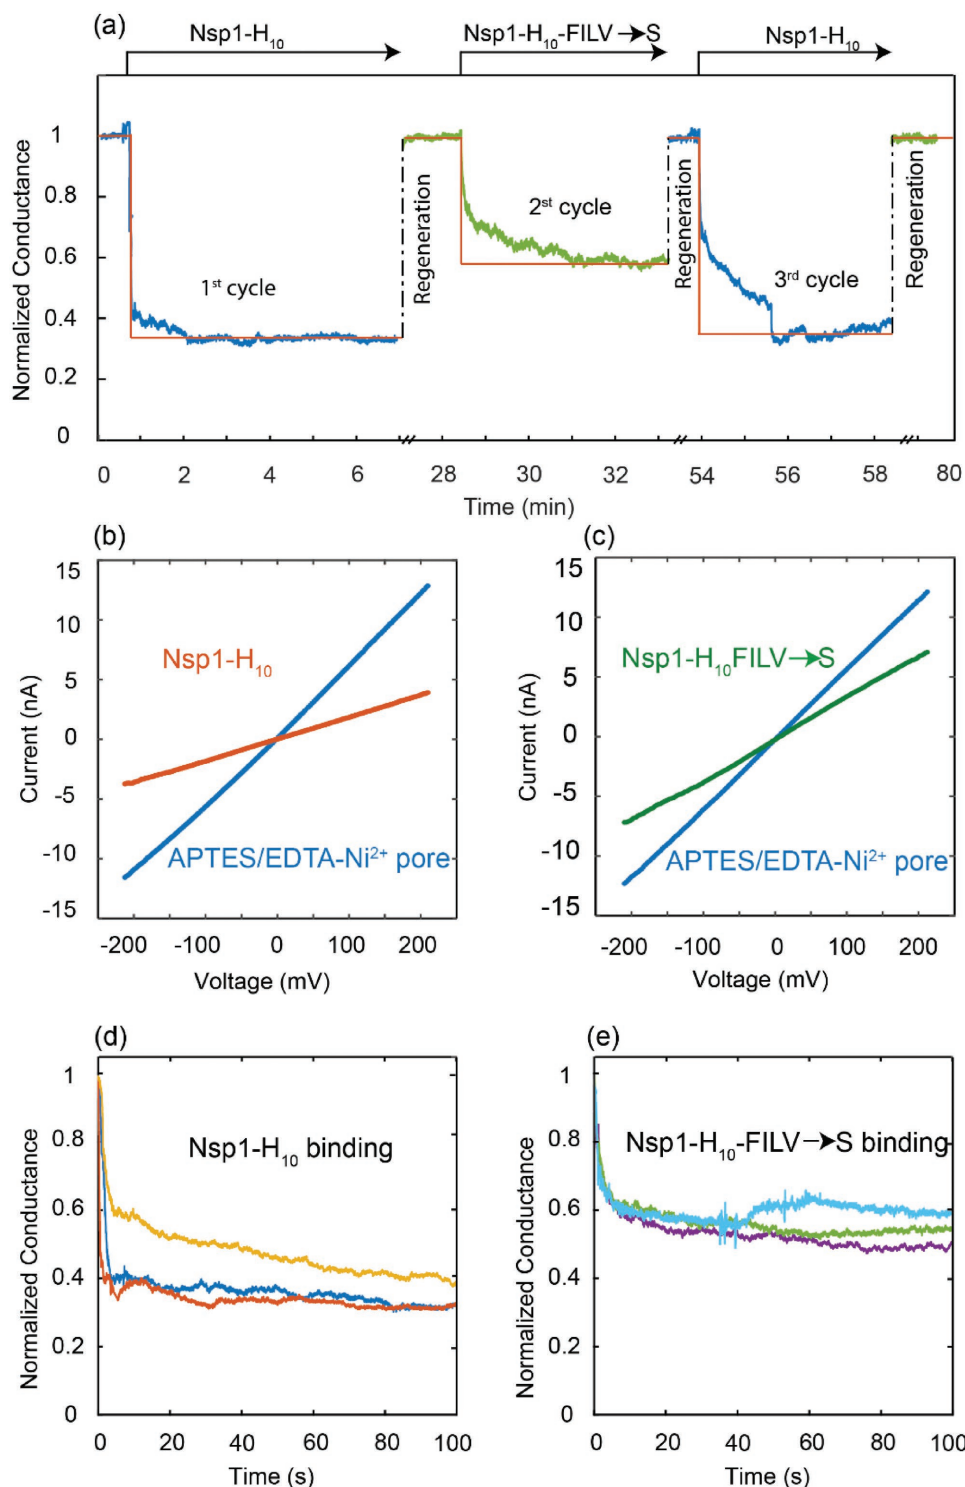 (a)
Nsp1-H10
Nsp1-H10-FILV→S
Nsp1-H10
Normalized Conductance
1
0.8
0.6
0.4
0.2
0
1st cycle
Regeneration
2st cycle
Regeneration
3rd cycle
Regeneration
0 2 4 6 28 30 32 54 56 58 80
Time (min)
(b)
Current (nA)
15
10
5
0
-5
-10
-15
Nsp1-H10
APTES/EDTA-Ni2+ pore
-200 -100 0 100 200
Voltage (mV)
(c)
Current (nA)
15
10
5
0
-5
-10
-15
Nsp1-H10FILV→S
APTES/EDTA-Ni2+ pore
-200 -100 0 100 200
Voltage (mV)
(d)
Normalized Conductance
1
0.8
0.6
0.4
0.2
0
Nsp1-H10 binding
0 20 40 60 80 100
Time (s)
(e)
Normalized Conductance
1
0.8
0.6
0.4
0.2
0
Nsp1-H10-FILV→S binding
0 20 40 60 80 100
Time (s)